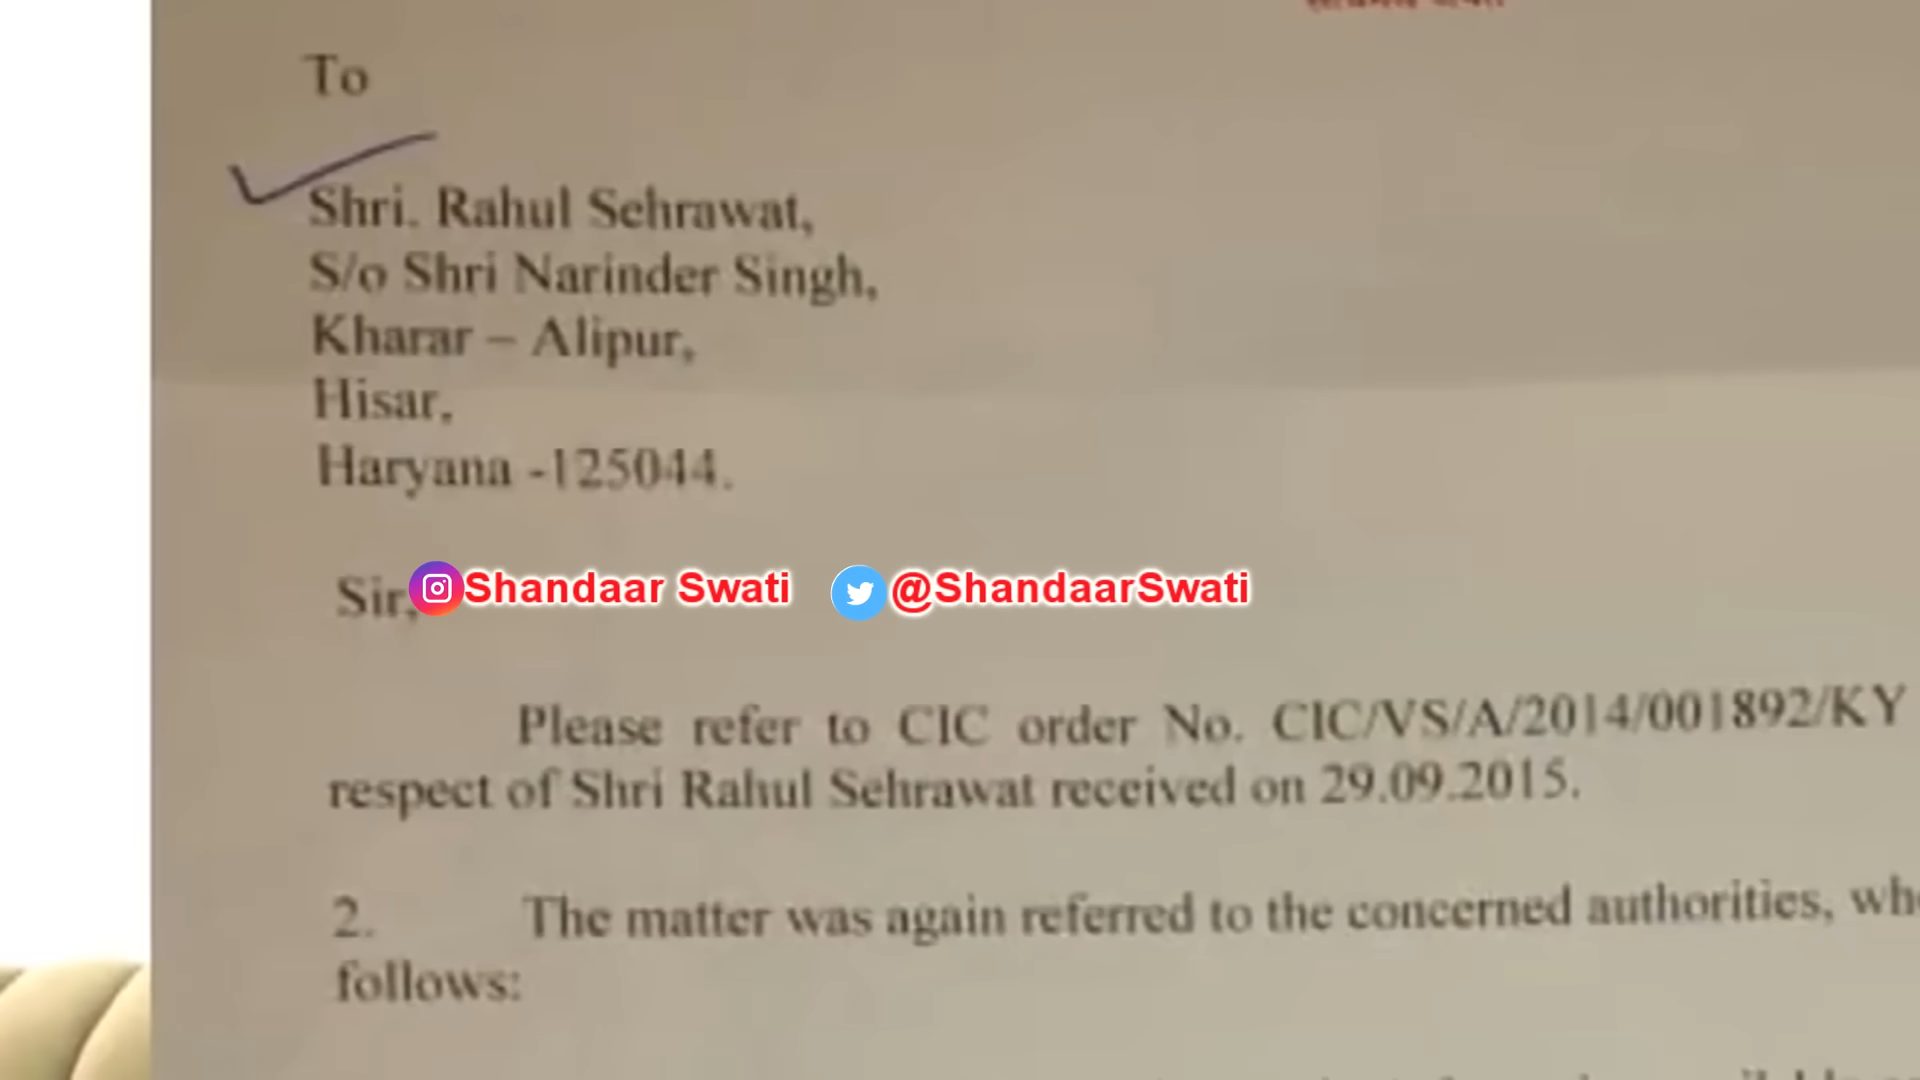 To
Shri. Rahul Sehrawat,
S/o Shri Narinder Singh,
Kharar – Alipur,
Hisar,
Haryana -125044.
Sir,
Shandaar Swati @ShandaarSwati
Please refer to CIC order No. CIC/VS/A/2014/001892/KY
respect of Shri Rahul Sehrawat received on 29.09.2015.
2. The matter was again referred to the concerned authorities,
follows: